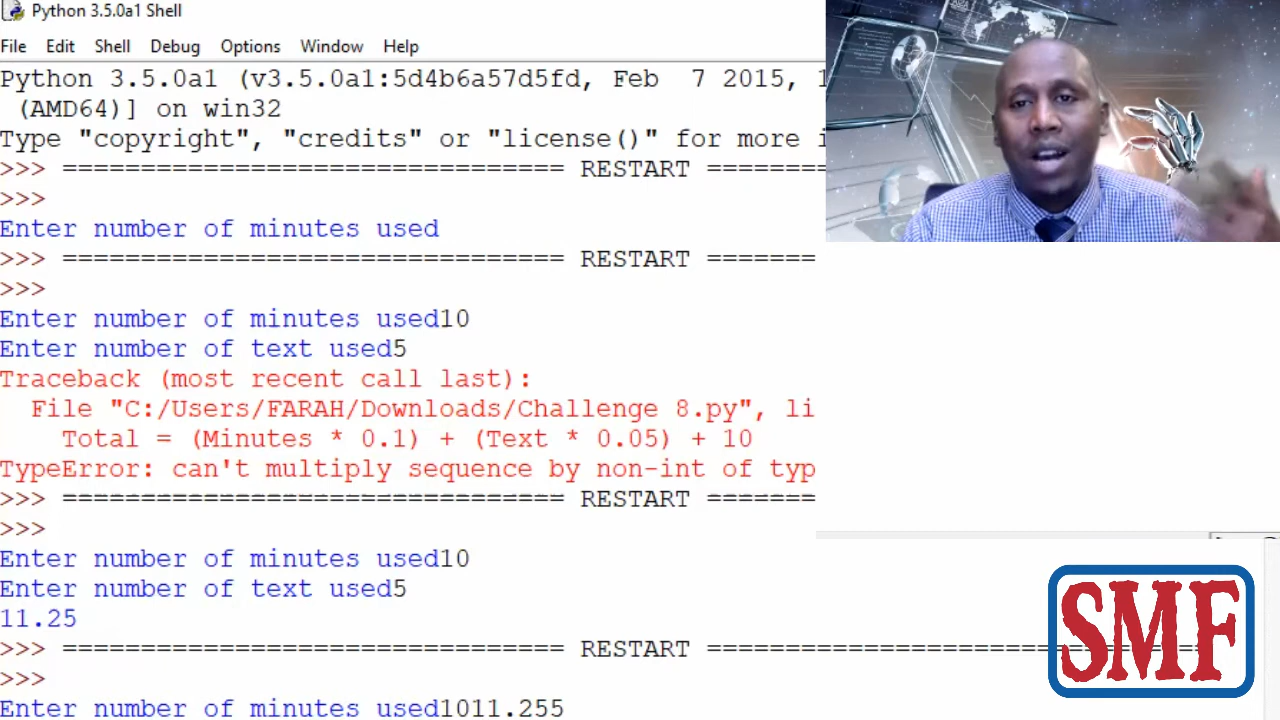 Python 3.5.0a1 Shell
File Edit Shell Debug Options Window Help
Python 3.5.0a1 (v3.5.0a1:5d4b6a57d5fd, Feb 7 2015, 1
(AMD64)] on win32
Type "copyright", "credits" or "license()" for more i
>>> ================================ RESTART =======
>>>
Enter number of minutes used
>>> ================================ RESTART =======
>>>
Enter number of minutes used10
Enter number of text used5
Traceback (most recent call last):
File "C:/Users/FARAH/Downloads/Challenge 8.py", li
Total = (Minutes * 0.1) + (Text * 0.05) + 10
TypeError: can't multiply sequence by non-int of typ
>>> ================================ RESTART =======
>>>
Enter number of minutes used10
Enter number of text used5
11.25
>>> ================================ RESTART ================================
>>>
Enter number of minutes used1011.255
SMF